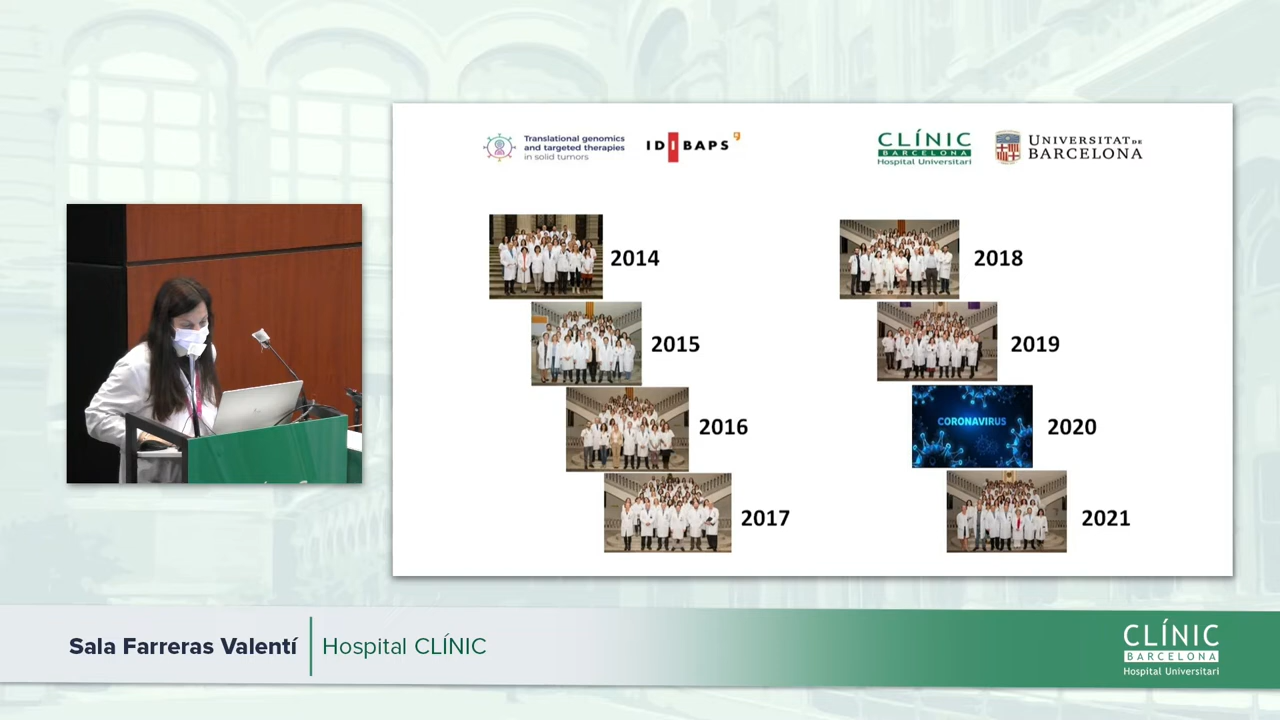 Translational genomics
and targeted therapies
in solid tumors
IDIBAPS
CLÍNIC
BARCELONA
Hospital Universitari
UNIVERSITAT DE
BARCELONA
2014
2015
2016
2017
2018
2019
CORONAVIRUS
2020
2021
Sala Farreras Valentí
Hospital CLÍNIC
CLÍNIC
BARCELONA
Hospital Universitari